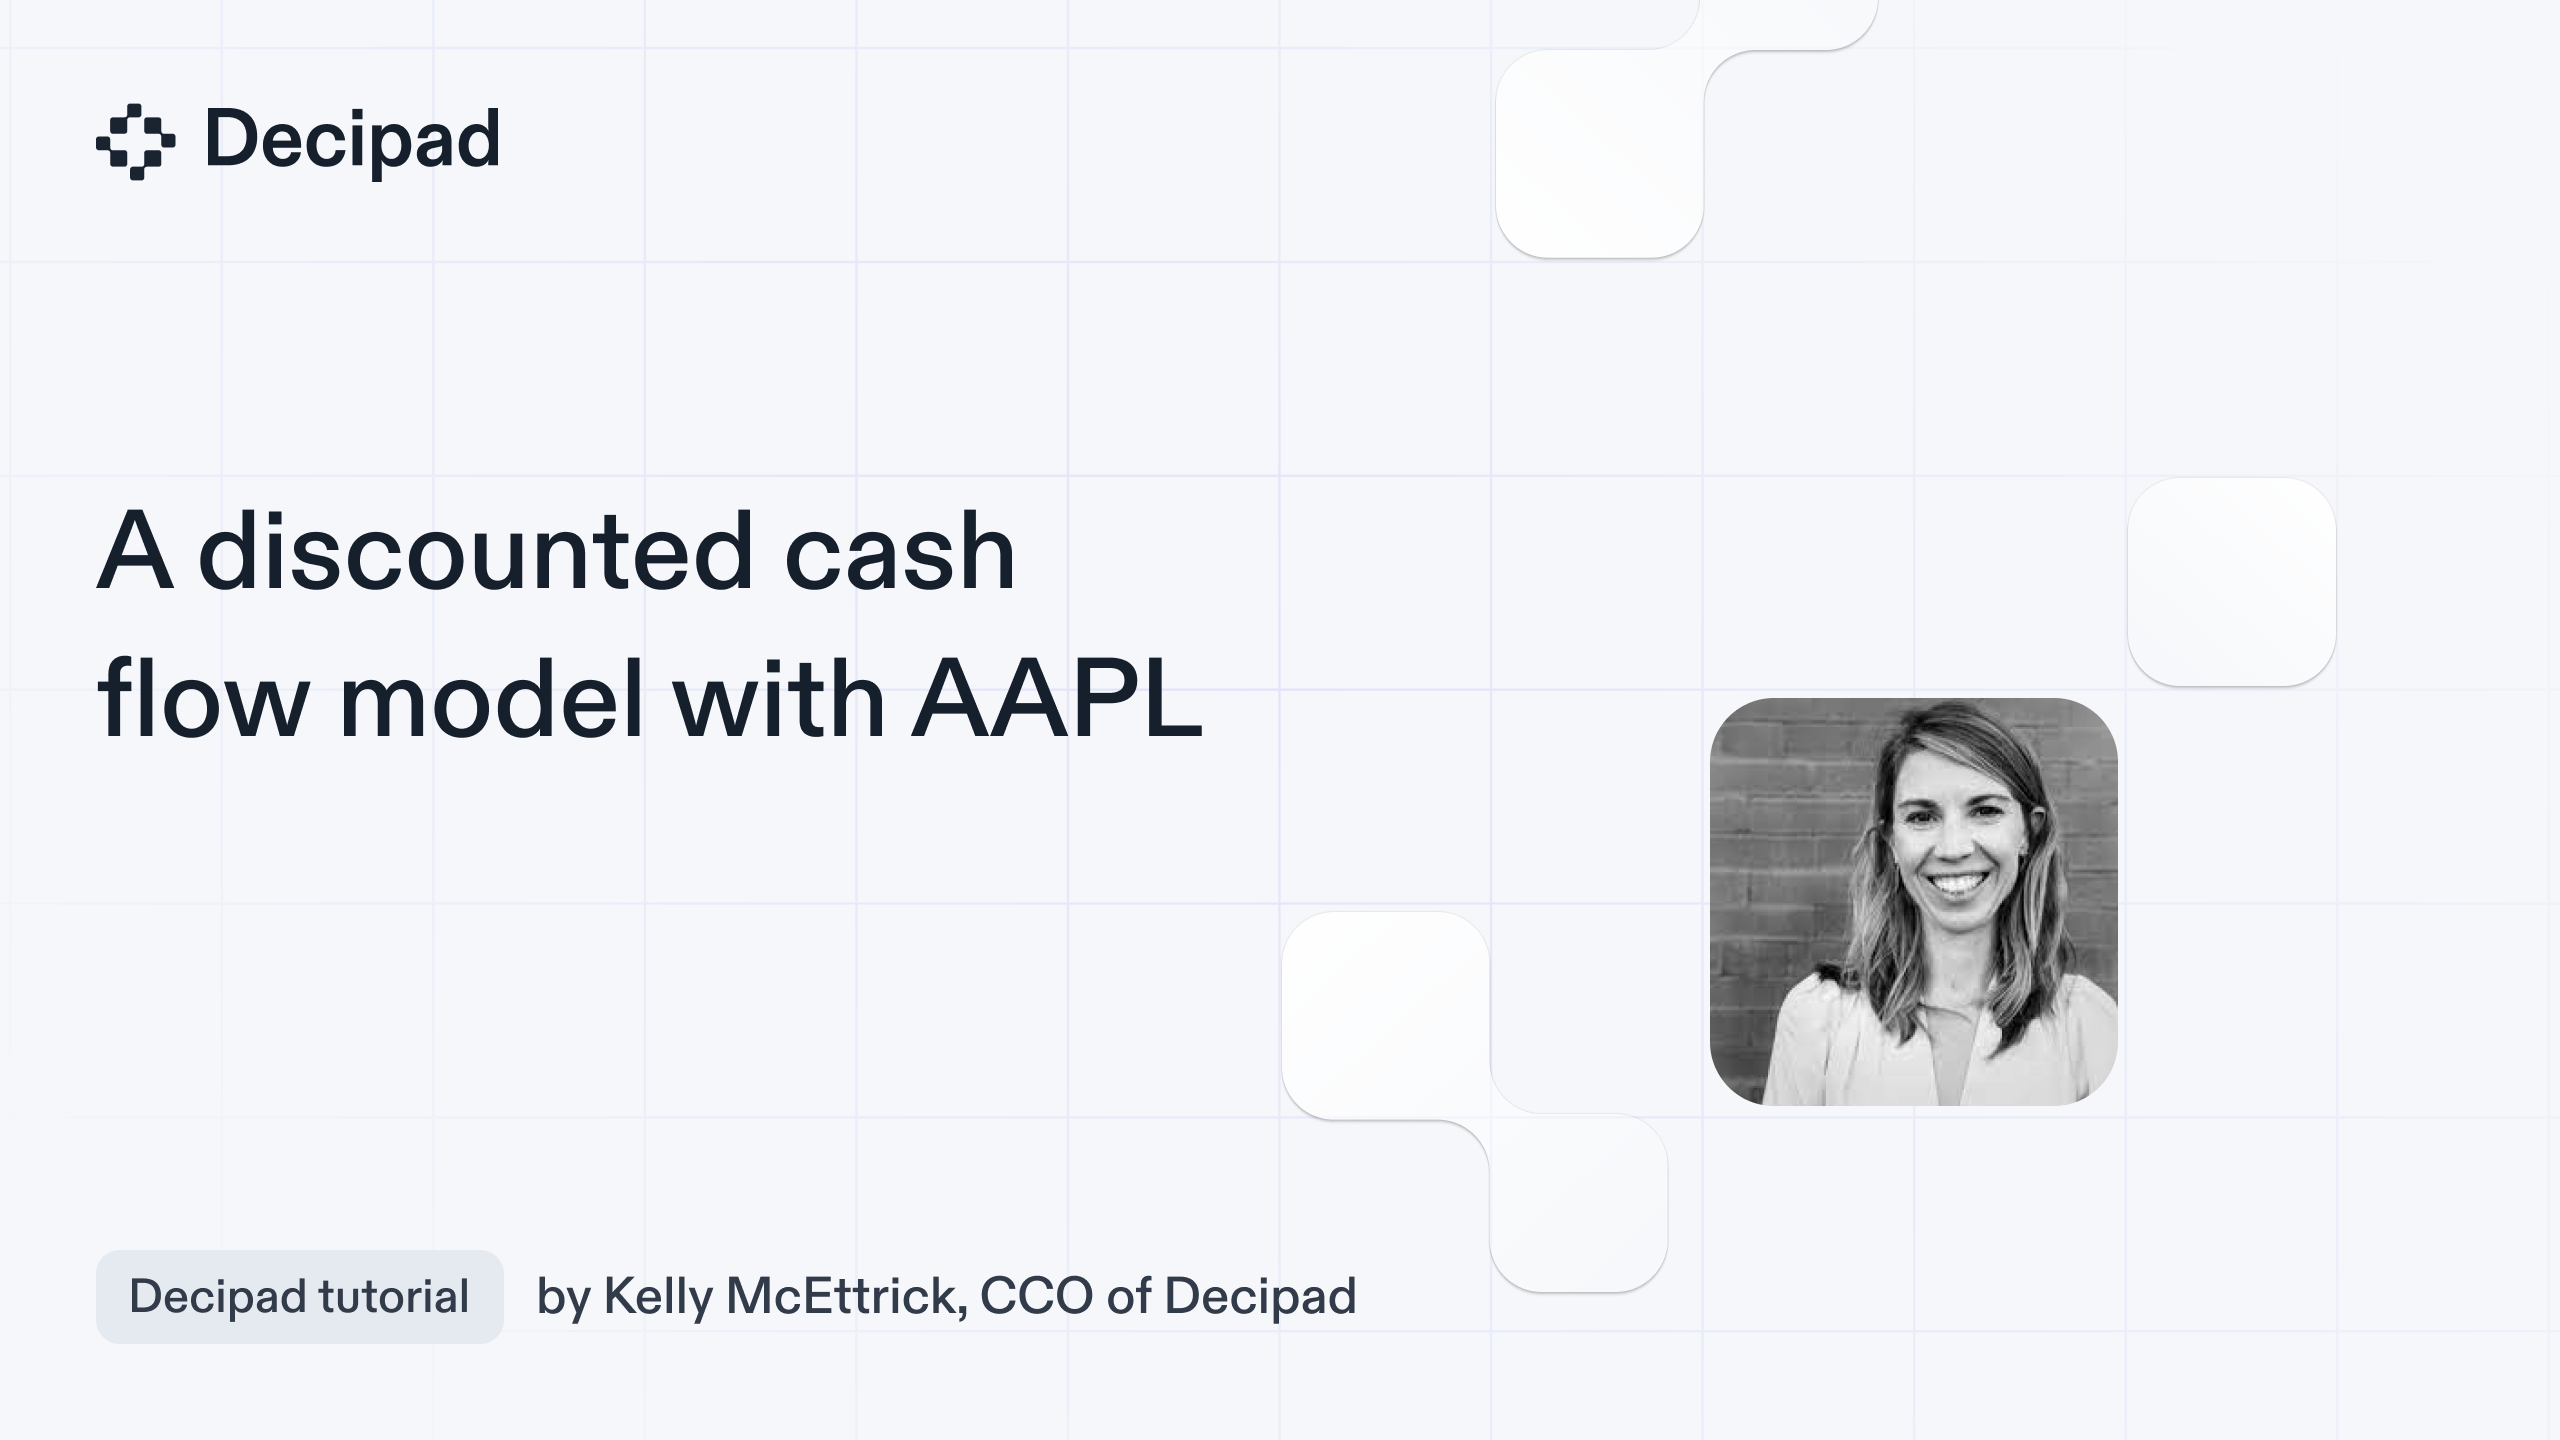 Decipad
A discounted cash
flow model with AAPL
Decipad tutorial
by Kelly McEttrick, CCO of Decipad